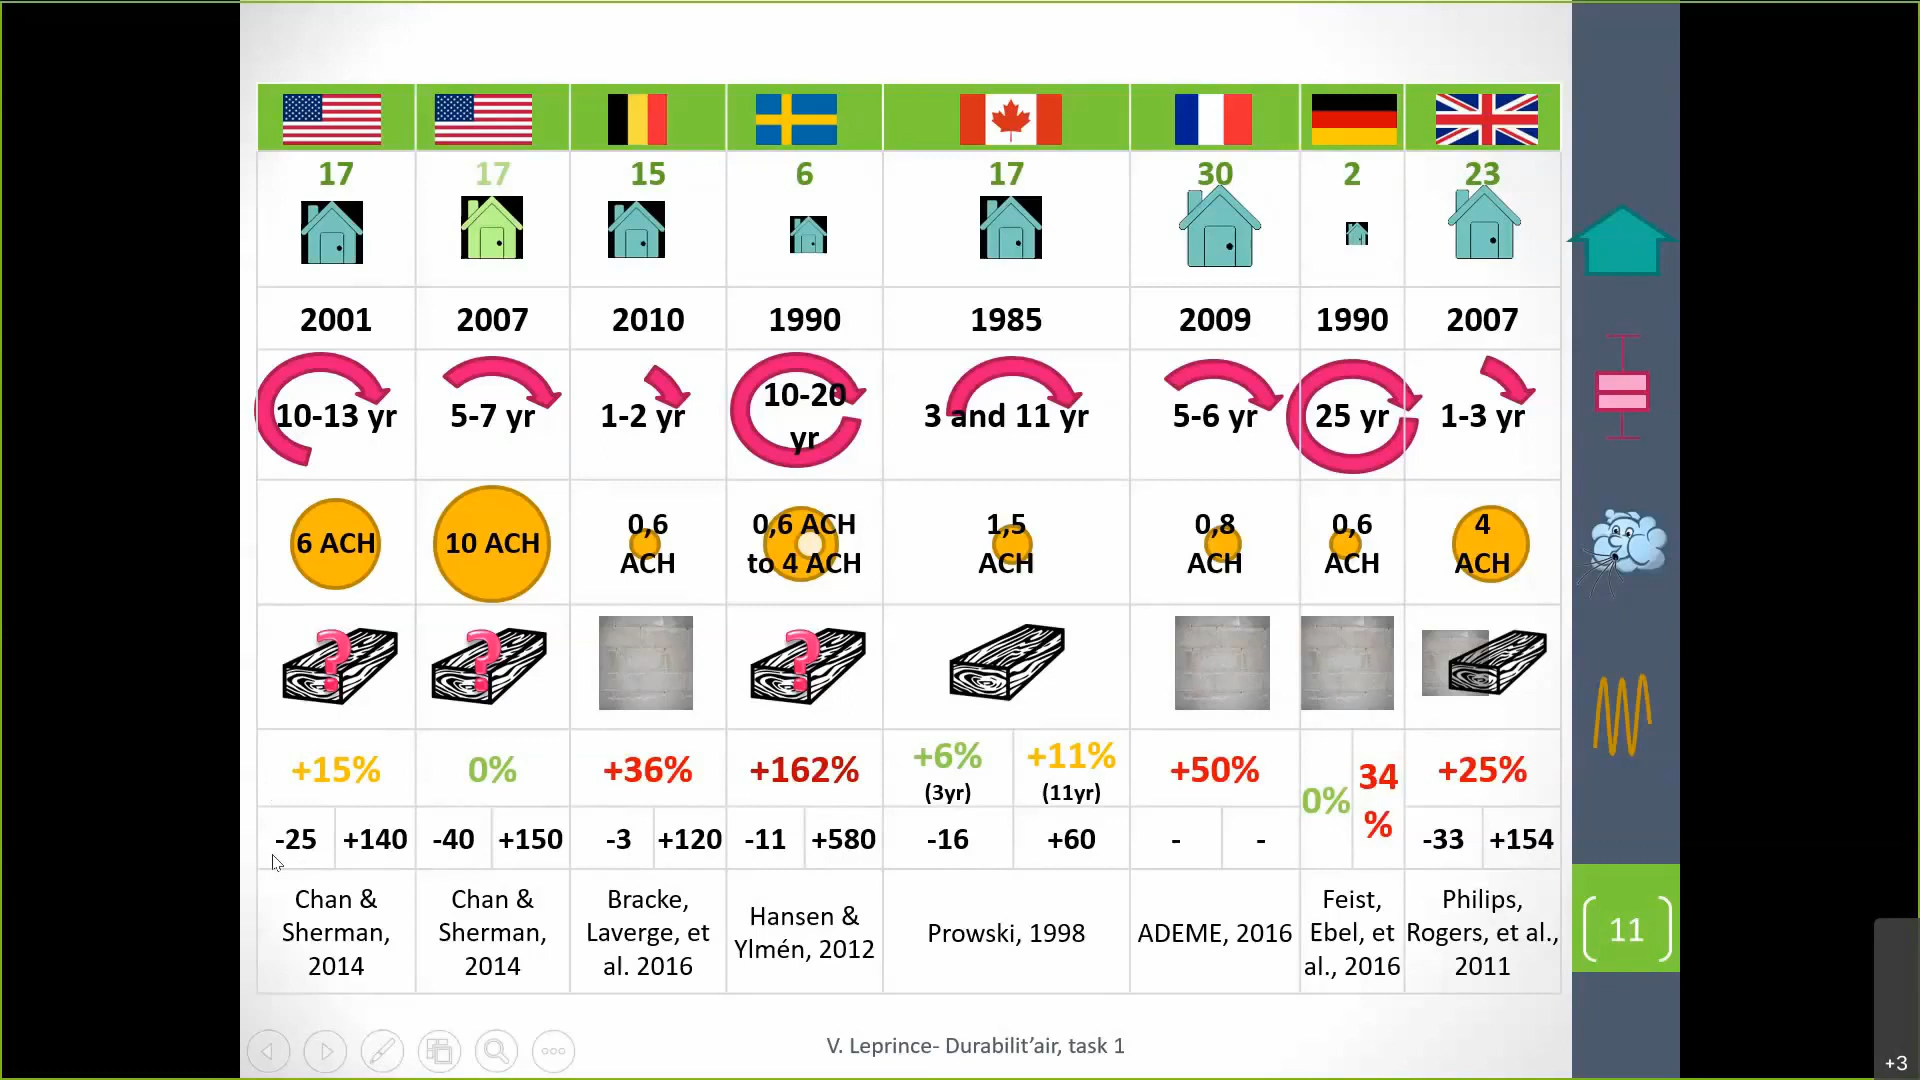 17 17 15 6 17 30 2 23
2001 2007 2010 1990 1985 2009 1990 2007
10-13 yr 5-7 yr 1-2 yr 10-20 yr 3 and 11 yr 5-6 yr 25 yr 1-3 yr
6 ACH 10 ACH 0,6 ACH 0,6 ACH to 4 ACH 1,5 ACH 0,8 ACH 0,6 ACH 4 ACH
? ? ?
+15% 0% +36% +162% +6% (3yr) +11% (11yr) +50% 0% 34 % +25%
-25 +140 -40 +150 -3 +120 -11 +580 -16 +60 - - -33 +154
Chan & Sherman, 2014 Chan & Sherman, 2014 Bracke, Laverge, et al. 2016 Hansen & Ylmén, 2012 Prowski, 1998 ADEME, 2016 Feist, Ebel, et al., 2016 Philips, Rogers, et al., 2011
11
V. Leprince- Durabilit’air, task 1
+3